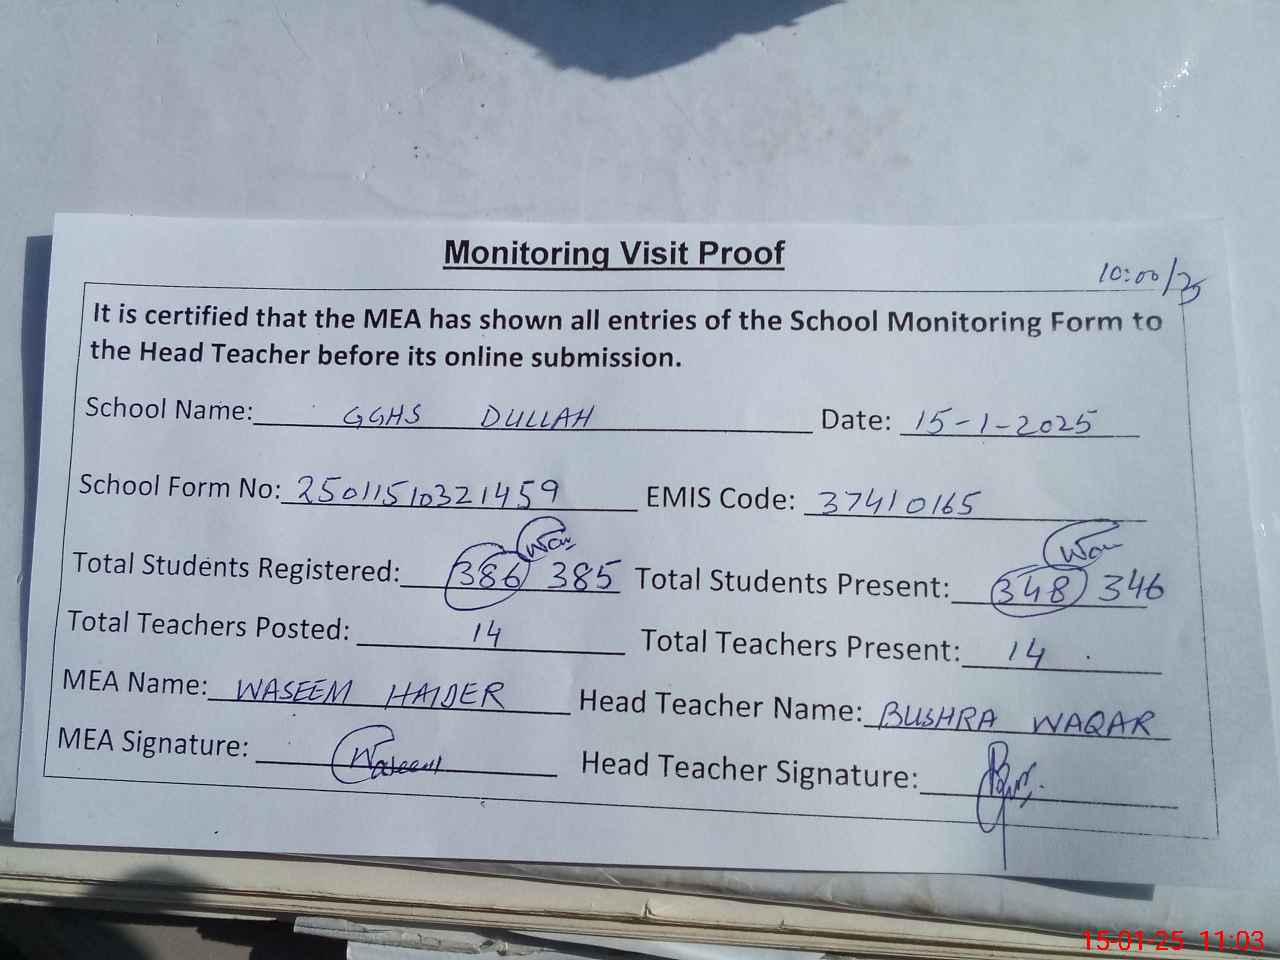 Monitoring Visit Proof
10:00/25
It is certified that the MEA has shown all entries of the School Monitoring Form to
the Head Teacher before its online submission.
School Name: GGHS DULLAH Date: 15-1-2025
School Form No: 25011510321459 EMIS Code: 37410165
Total Students Registered: 386 385 Total Students Present: 348 346
Total Teachers Posted: 14 Total Teachers Present: 14
MEA Name: WASEEM HAIDER Head Teacher Name: BUSHRA WAQAR
MEA Signature: Waseem Head Teacher Signature:
15-01-25 11:03